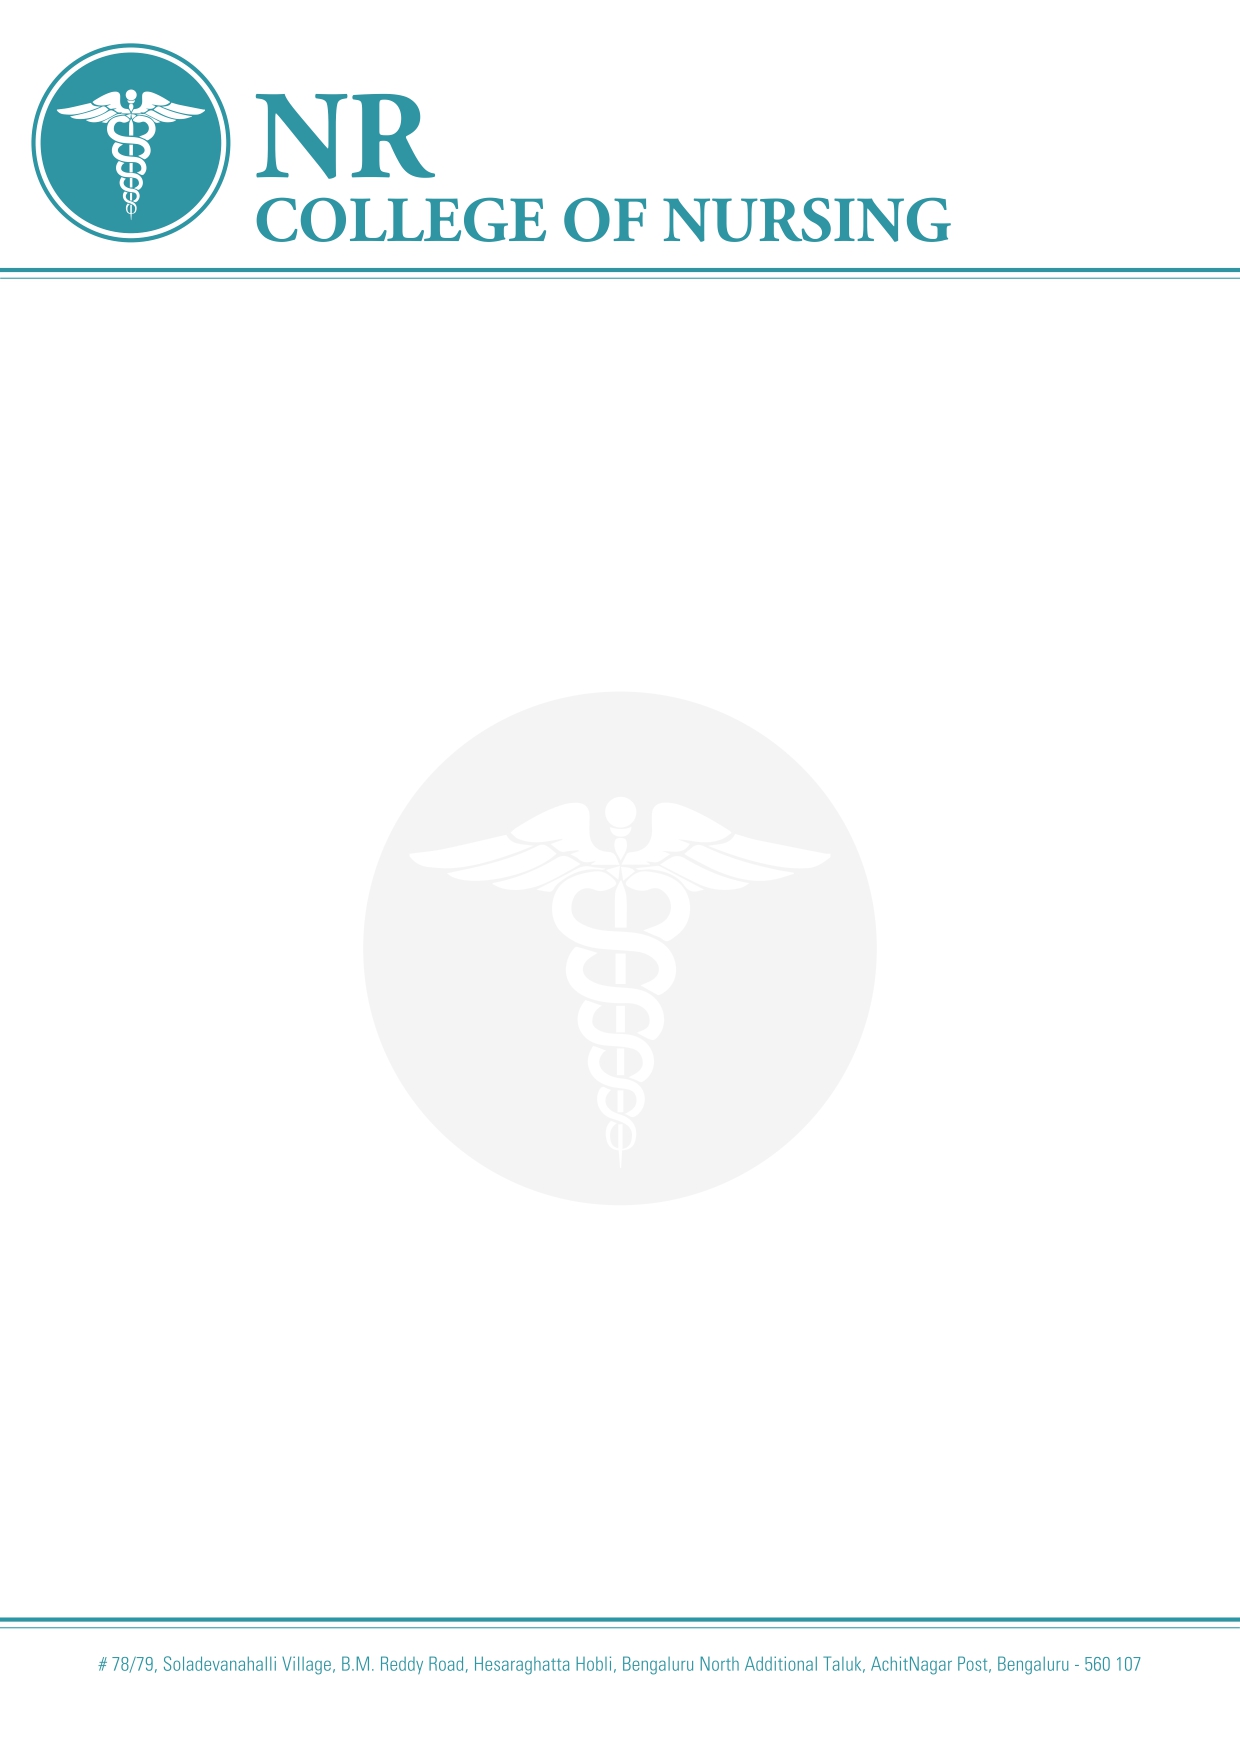 NR
COLLEGE OF NURSING
# 78/79, Soladevanahalli Village, B.M. Reddy Road, Hesaraghatta Hobli, Bengaluru North Additional Taluk, AchitNagar Post, Bengaluru - 560 107